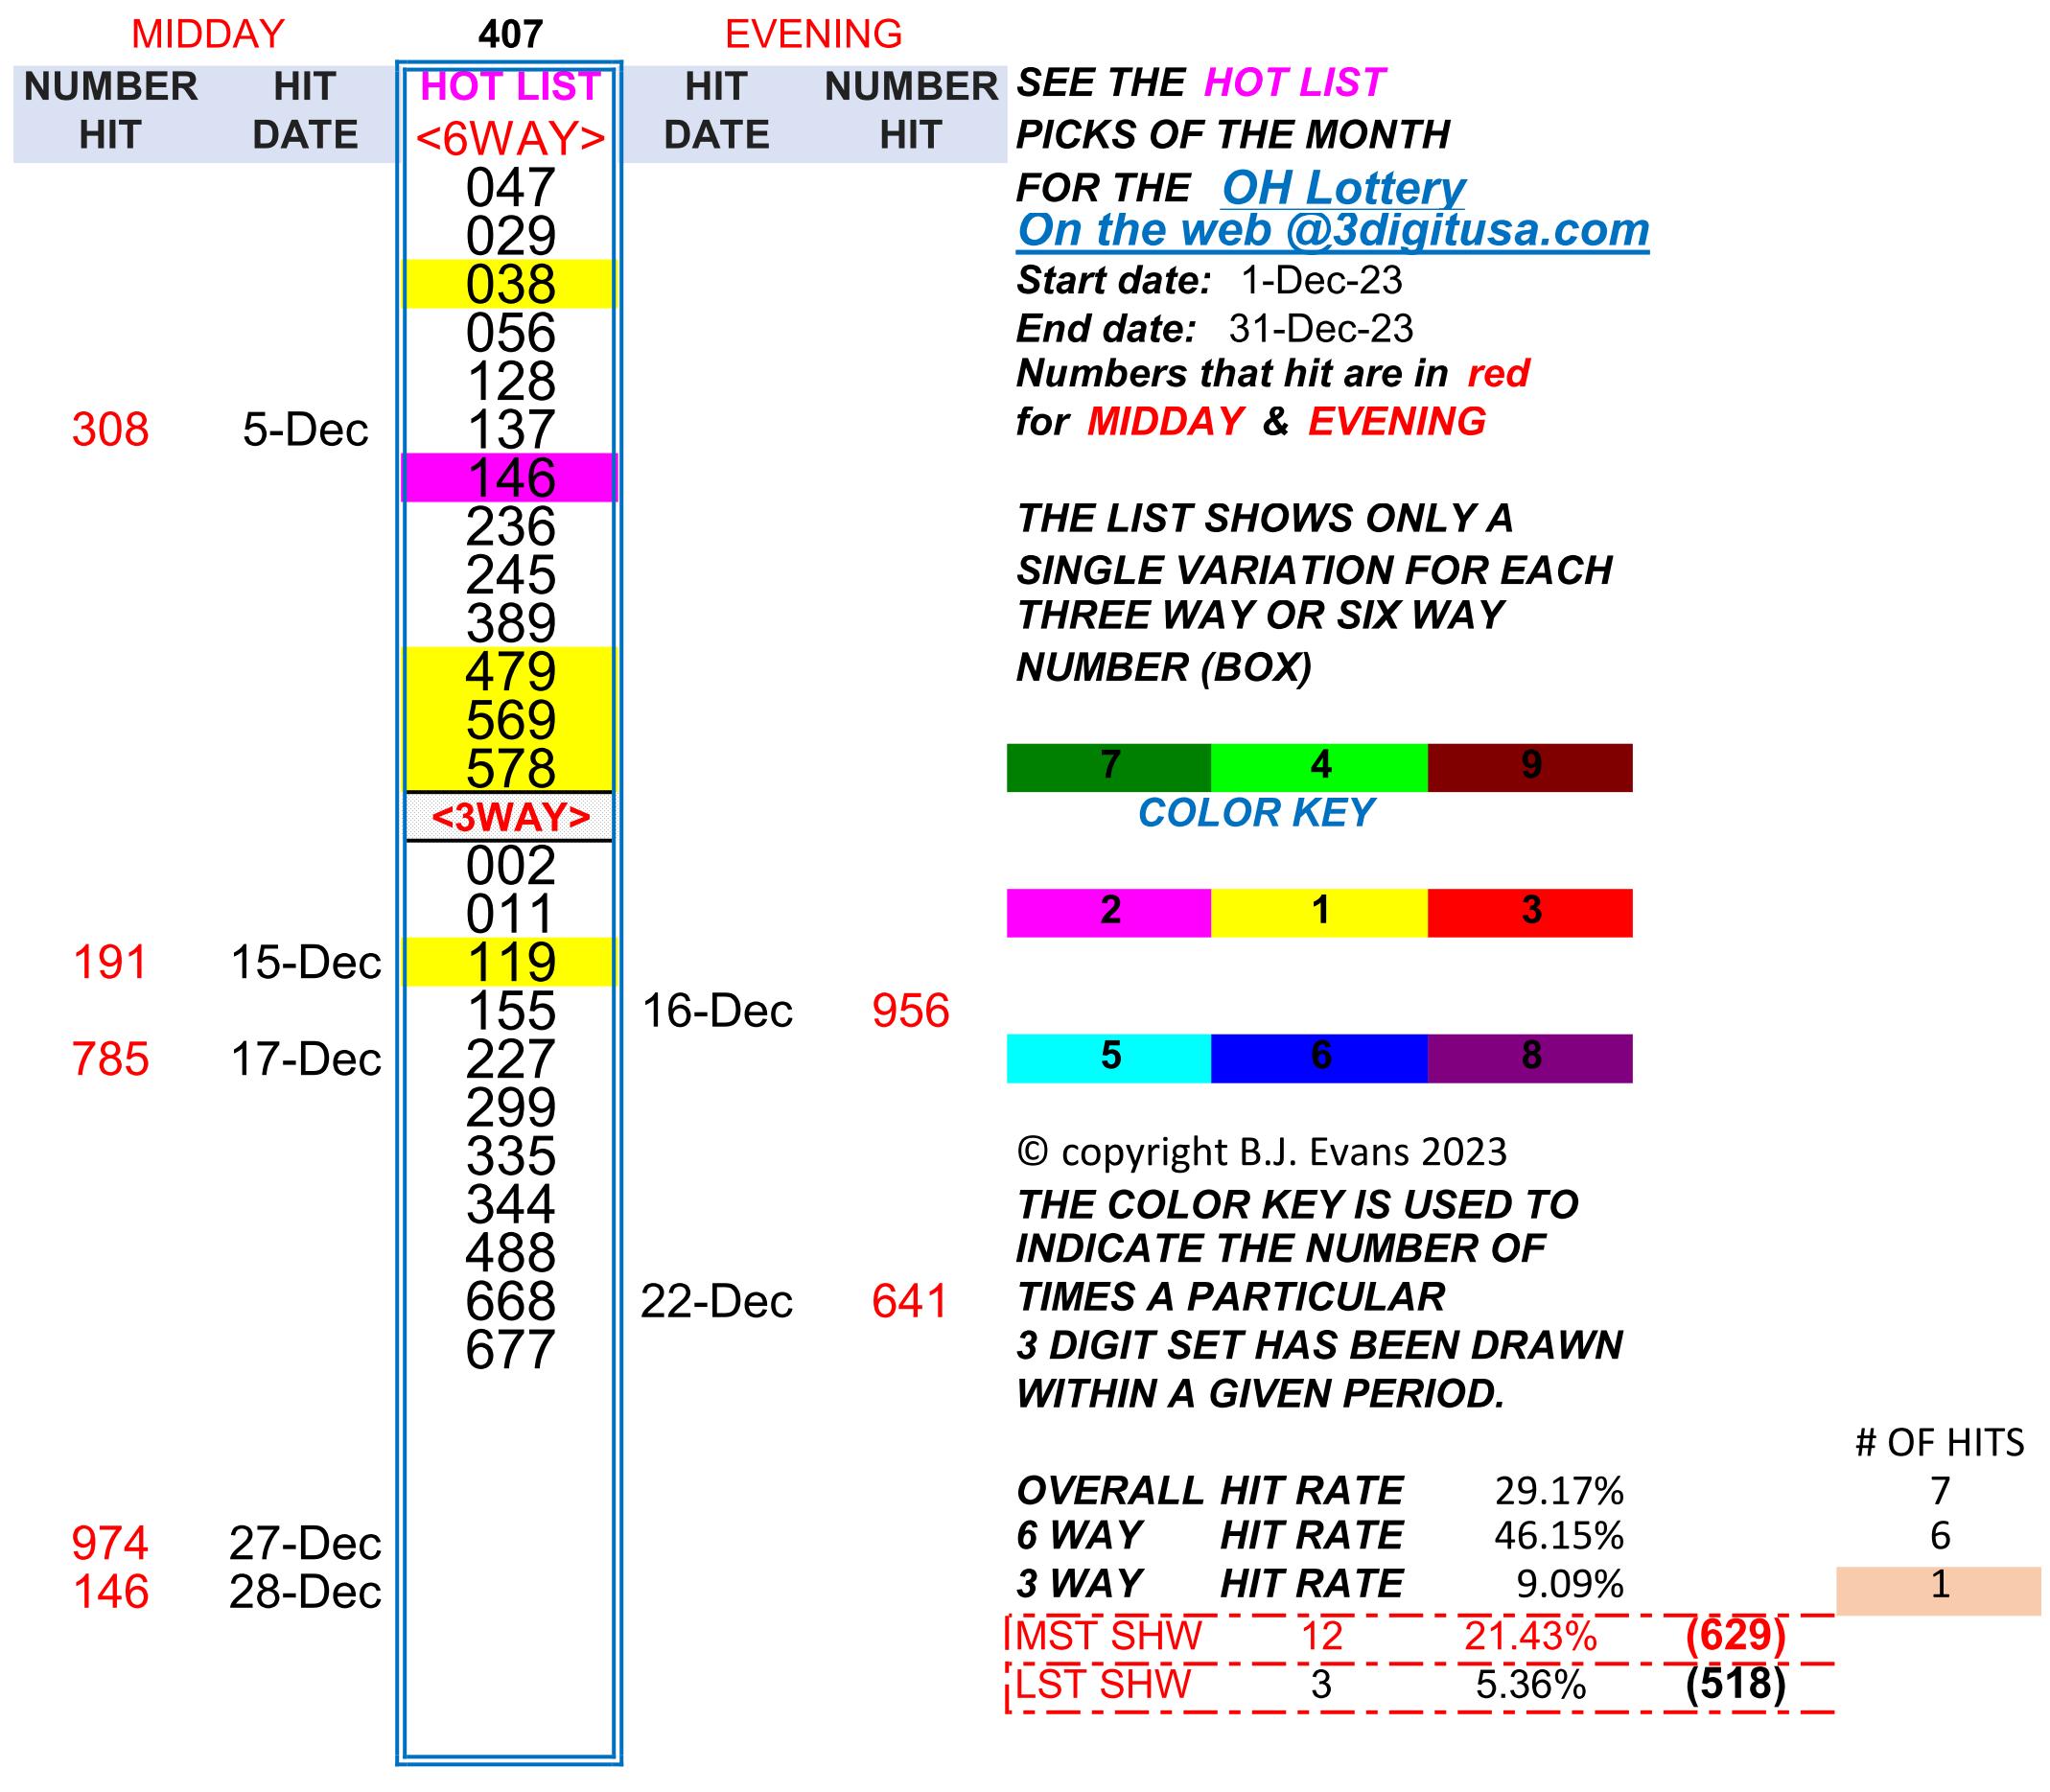 MIDDAY 407 EVENING
NUMBER HIT HOT LIST HIT NUMBER SEE THE HOT LIST
HIT DATE <6WAY> DATE HIT PICKS OF THE MONTH
047 FOR THE OH Lottery
029 On the web @3digitusa.com
038 Start date: 1-Dec-23
056 End date: 31-Dec-23
128 Numbers that hit are in red
308 5-Dec 137 for MIDDAY & EVENING
146
236 THE LIST SHOWS ONLY A
245 SINGLE VARIATION FOR EACH
389 THREE WAY OR SIX WAY
479 NUMBER (BOX)
569
578 7 4 9
<3WAY> COLOR KEY
002
011 2 1 3
191 15-Dec 119
155 16-Dec 956
785 17-Dec 227 5 6 8
299
335 © copyright B.J. Evans 2023
344 THE COLOR KEY IS USED TO
488 INDICATE THE NUMBER OF
668 22-Dec 641 TIMES A PARTICULAR
677 3 DIGIT SET HAS BEEN DRAWN
WITHIN A GIVEN PERIOD.
# OF HITS
OVERALL HIT RATE 29.17% 7
974 27-Dec 6 WAY HIT RATE 46.15% 6
146 28-Dec 3 WAY HIT RATE 9.09% 1
MST SHW 12 21.43% (629)
LST SHW 3 5.36% (518)